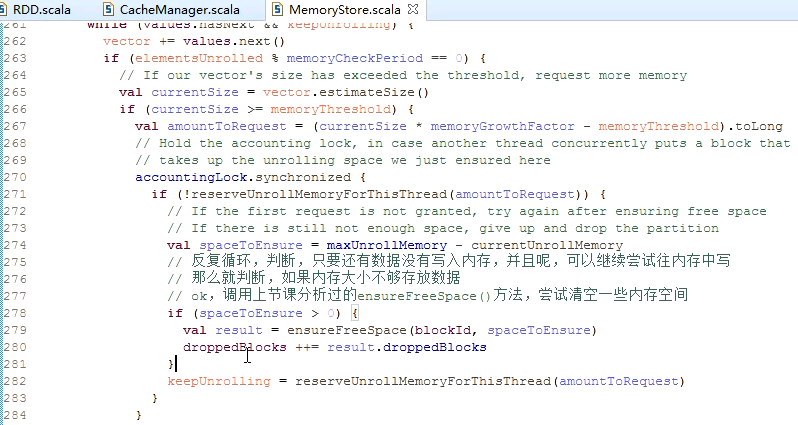 RDD.scala CacheManager.scala MemoryStore.scala
261 while (values.hasNext && keepUnrolling) {
262 vector += values.next()
263 if (elementsUnrolled % memoryCheckPeriod == 0) {
264 // If our vector's size has exceeded the threshold, request more memory
265 val currentSize = vector.estimateSize()
266 if (currentSize >= memoryThreshold) {
267 val amountToRequest = (currentSize * memoryGrowthFactor - memoryThreshold).toLong
268 // Hold the accounting lock, in case another thread concurrently puts a block that
269 // takes up the unrolling space we just ensured here
270 accountingLock.synchronized {
271 if (!reserveUnrollMemoryForThisThread(amountToRequest)) {
272 // If the first request is not granted, try again after ensuring free space
273 // If there is still not enough space, give up and drop the partition
274 val spaceToEnsure = maxUnrollMemory - currentUnrollMemory
275 // 反复循环，判断，只要还有数据没有写入内存，并且呢，可以继续尝试往内存中写
276 // 那么就判断，如果内存大小不够存放数据
277 // ok，调用上节课分析过的ensureFreeSpace()方法，尝试清空一些内存空间
278 if (spaceToEnsure > 0) {
279 val result = ensureFreeSpace(blockId, spaceToEnsure)
280 droppedBlocks ++= result.droppedBlocks
281 }
282 keepUnrolling = reserveUnrollMemoryForThisThread(amountToRequest)
283 }
284 }